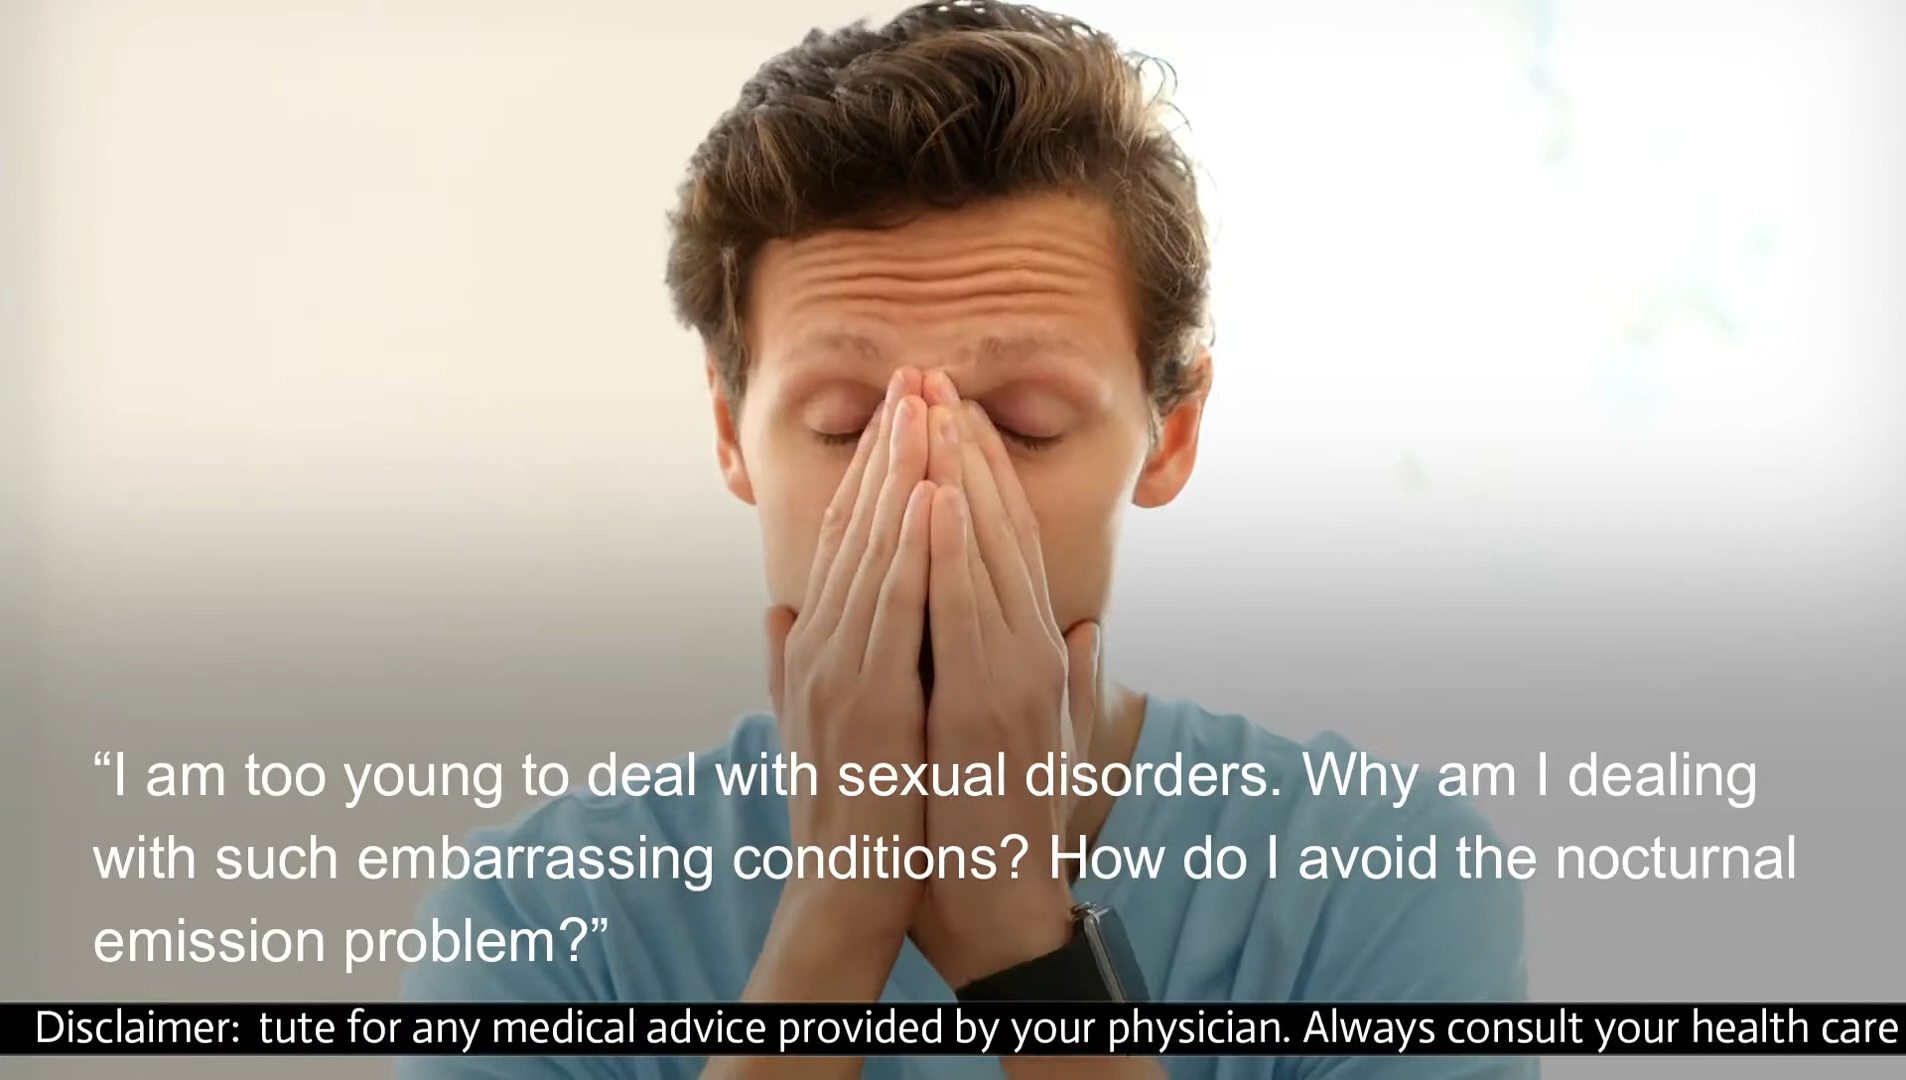 “I am too young to deal with sexual disorders. Why am I dealing
with such embarrassing conditions? How do I avoid the nocturnal
emission problem?”
Disclaimer: tute for any medical advice provided by your physician. Always consult your health care